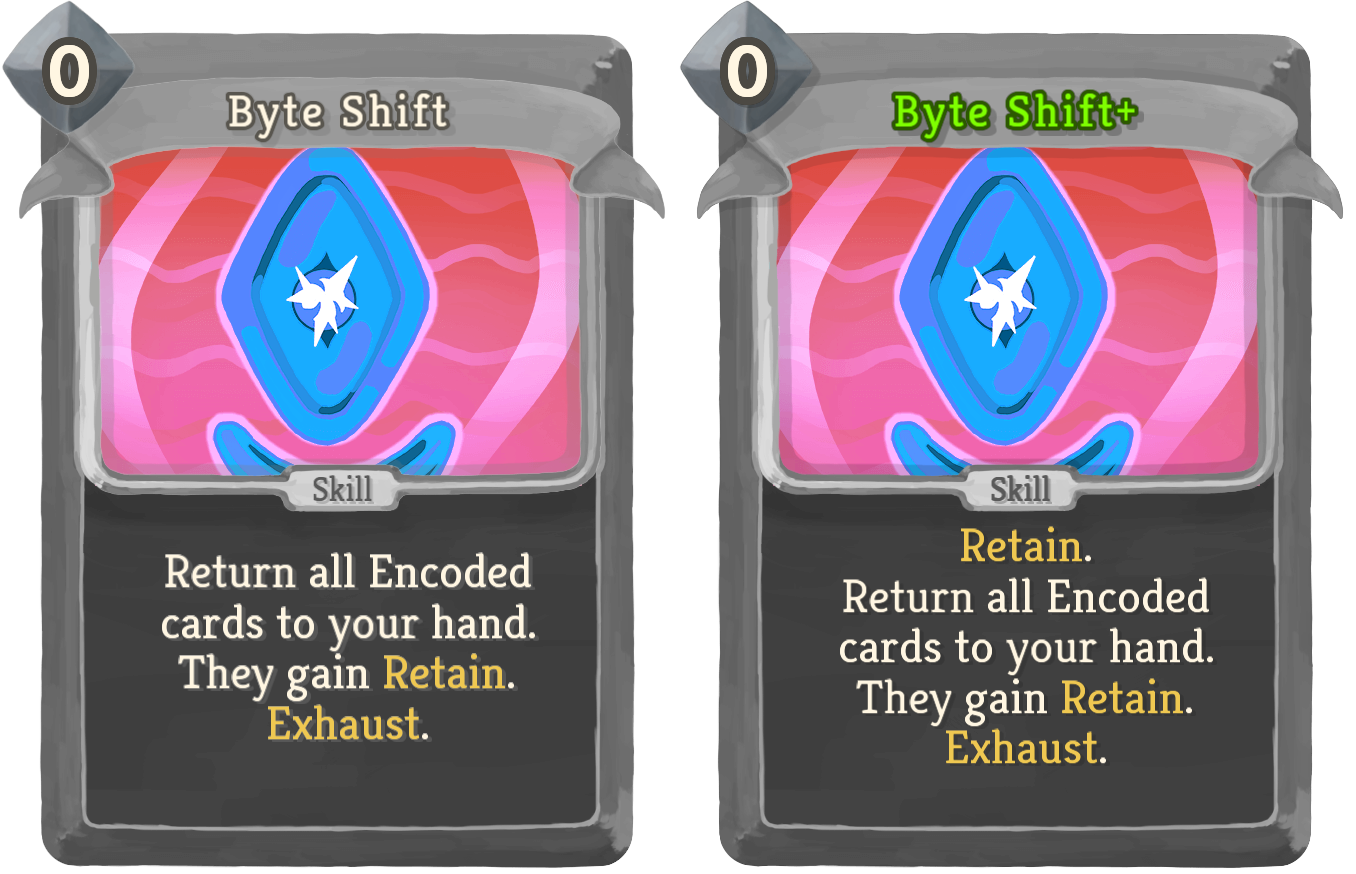 0
Byte Shift
Skill
Return all Encoded
cards to your hand.
They gain Retain.
Exhaust.
0
Byte Shift+
Skill
Retain.
Return all Encoded
cards to your hand.
They gain Retain.
Exhaust.